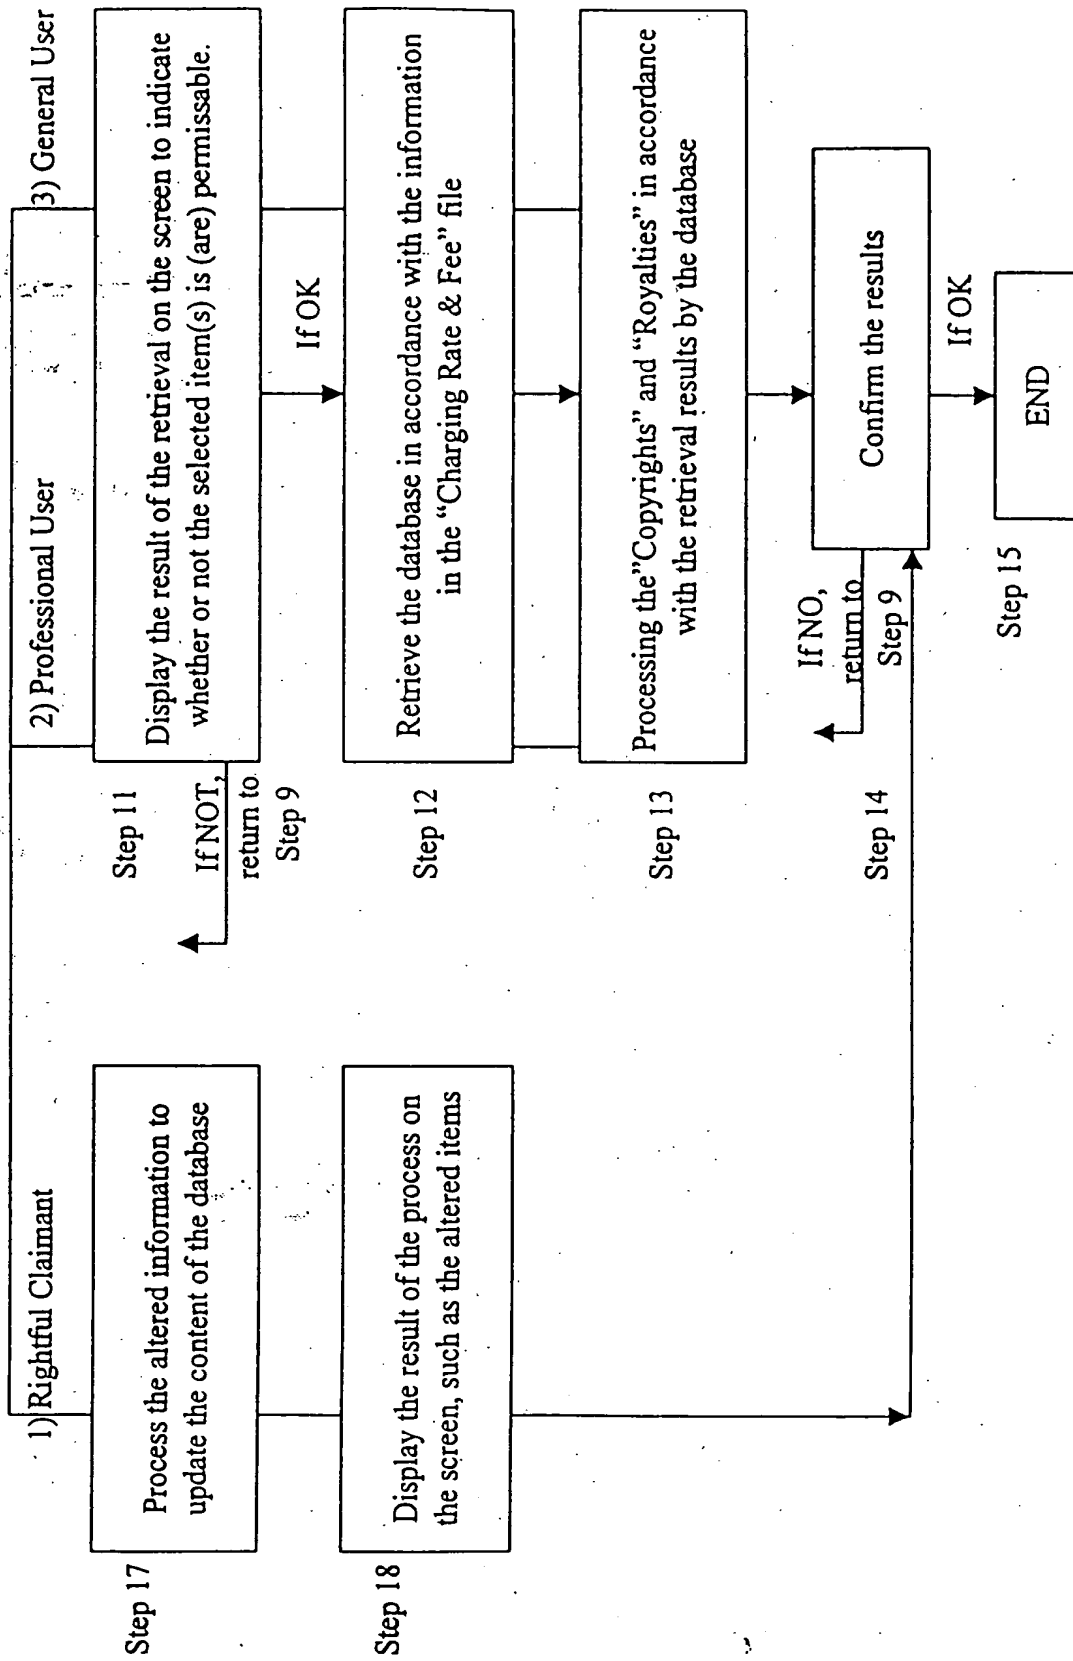 1) Rightful Claimant
2) Professional User
3) General User
Step 17
Process the altered information to
update the content of the database
Step 18
Display the result of the process on
the screen, such as the altered items
Step 11
Display the result of the retrieval on the screen to indicate
whether or not the selected item(s) is (are) permissable.
If NOT,
return to
Step 9
If OK
Step 12
Retrieve the database in accordance with the information
in the “Charging Rate & Fee” file
Step 13
Processing the”Copyrights” and “Royalties” in accordance
with the retrieval results by the database
Step 14
Confirm the results
If NO,
return to
Step 9
If OK
Step 15
END